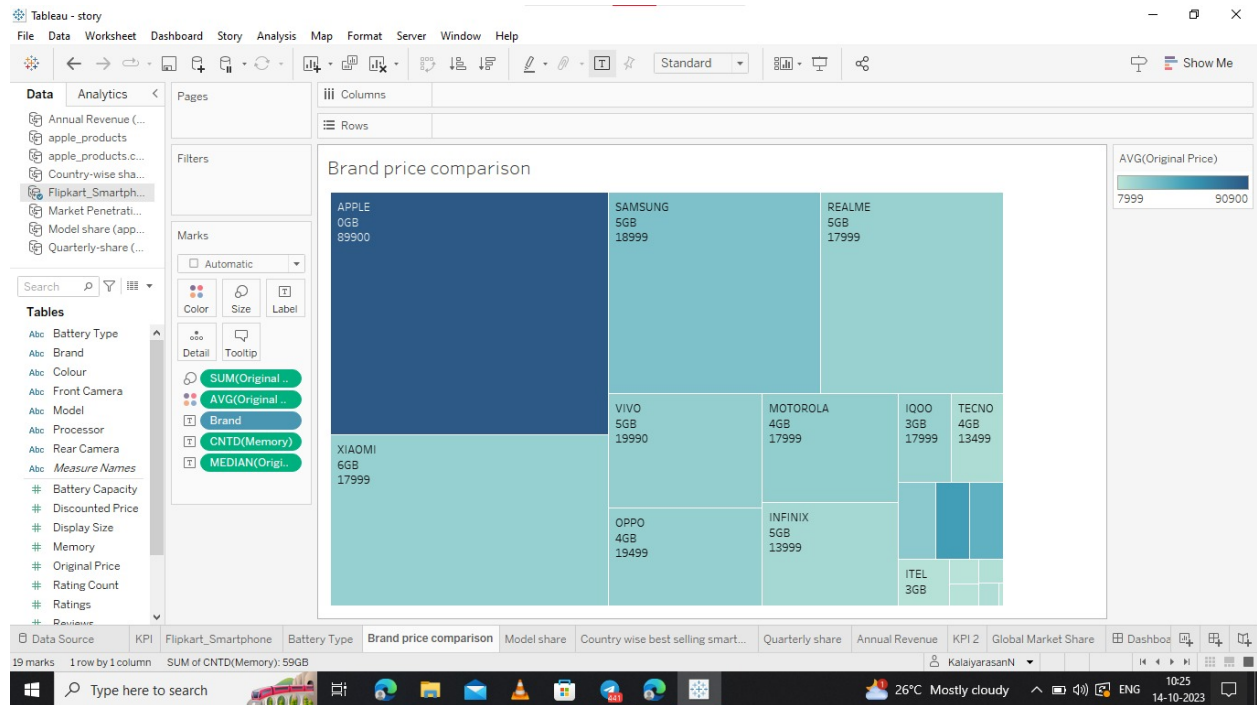 Tableau - story
File Data Worksheet Dashboard Story Analysis Map Format Server Window Help
Standard
Show Me
Data Analytics
Pages
Columns
Rows
Annual Revenue (...
apple_products
apple_products.c...
Country-wise sha...
Flipkart_Smartph...
Market Penetrati...
Model share (app...
Quarterly-share (...
Search
Tables
Abc Battery Type
Abc Brand
Abc Colour
Abc Front Camera
Abc Model
Abc Processor
Abc Rear Camera
Abc Measure Names
# Battery Capacity
# Discounted Price
# Display Size
# Memory
# Original Price
# Rating Count
# Ratings
# Reviews
Filters
Marks
Automatic
Color Size Label
Detail Tooltip
SUM(Original ..
AVG(Original ..
Brand
CNTD(Memory)
MEDIAN(Origi..
Brand price comparison
APPLE
0GB
89900
SAMSUNG
5GB
18999
REALME
5GB
17999
XIAOMI
6GB
17999
VIVO
5GB
19990
MOTOROLA
4GB
17999
IQOO
3GB
17999
TECNO
4GB
13499
OPPO
4GB
19499
INFINIX
5GB
13999
ITEL
3GB
AVG(Original Price)
7999 90900
Data Source KPI Flipkart_Smartphone Battery Type Brand price comparison Model share Country wise best selling smart... Quarterly share Annual Revenue KPI 2 Global Market Share Dashboa
19 marks 1 row by 1 column SUM of CNTD(Memory): 59GB
KalaiyarasanN
Type here to search
441
26°C Mostly cloudy
ENG
10:25
14-10-2023